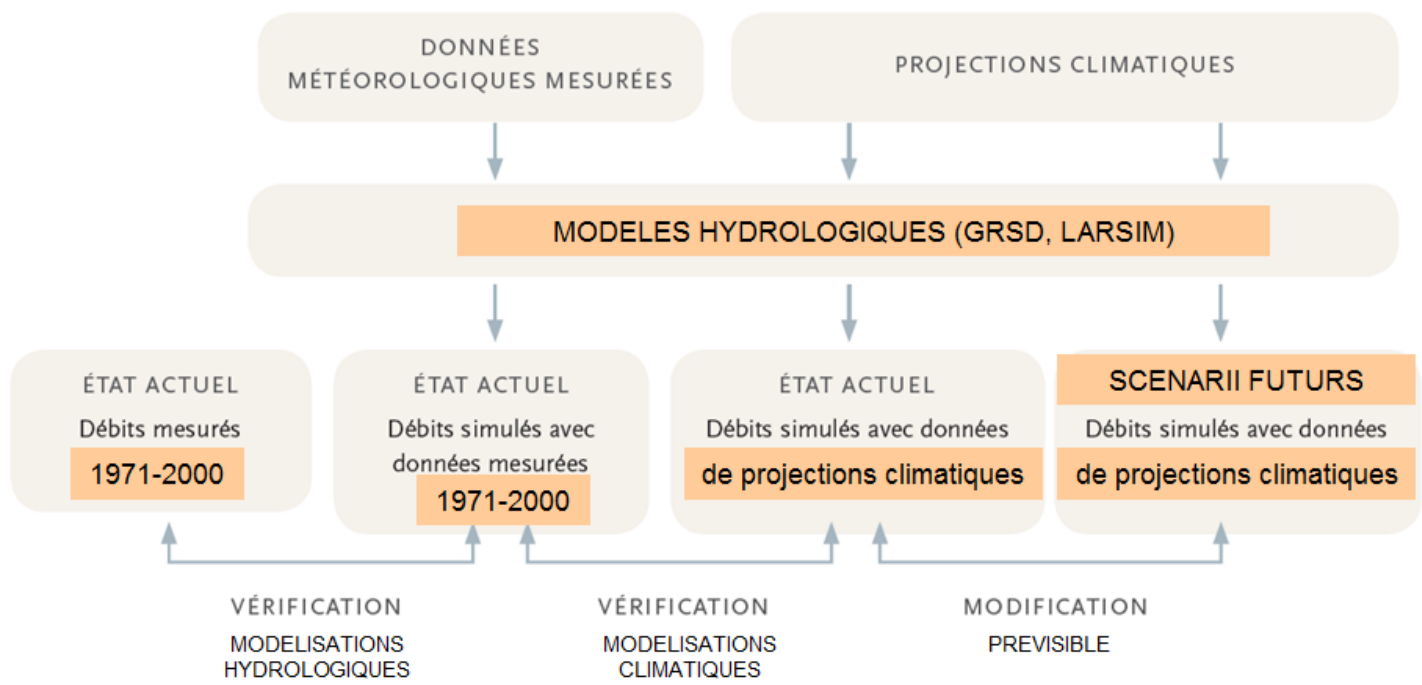 DONNÉES
MÉTÉOROLOGIQUES MESURÉES
PROJECTIONS CLIMATIQUES
MODELES HYDROLOGIQUES (GRSD, LARSIM)
ÉTAT ACTUEL
Débits mesurés
1971-2000
ÉTAT ACTUEL
Débits simulés avec
données mesurées
1971-2000
ÉTAT ACTUEL
Débits simulés avec données
de projections climatiques
SCENARII FUTURS
Débits simulés avec données
de projections climatiques
VÉRIFICATION
MODELISATIONS
HYDROLOGIQUES
VÉRIFICATION
MODELISATIONS
CLIMATIQUES
MODIFICATION
PREVISIBLE